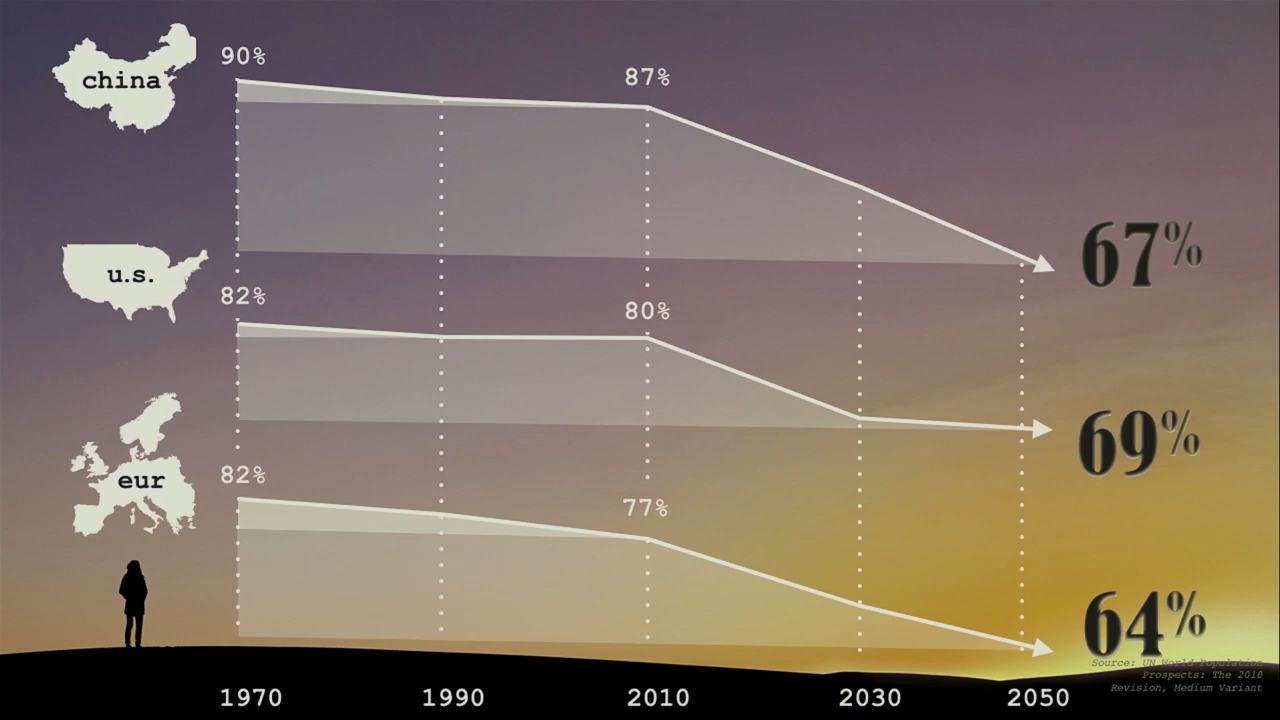 china
90%
87%
67%
u.s.
82%
80%
69%
eur
82%
77%
64%
Source: UN World Population
Prospects: The 2010
Revision, Medium Variant
1970 1990 2010 2030 2050